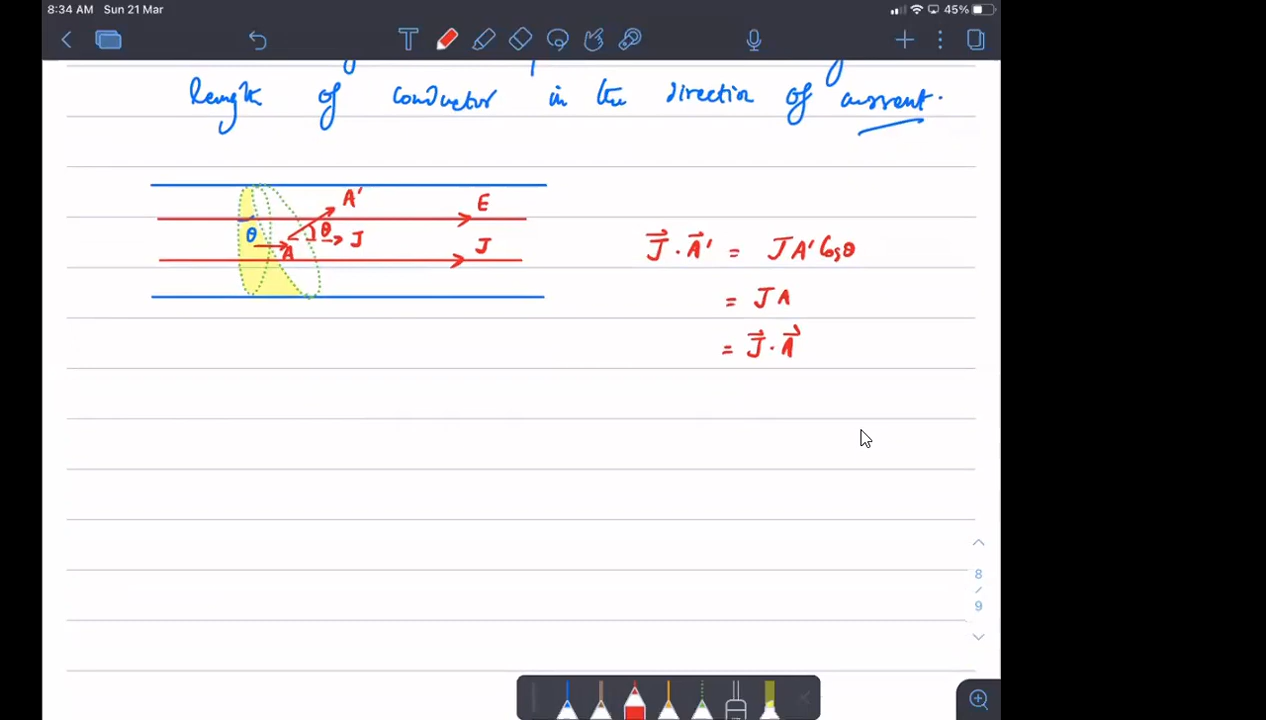 8:34 AM Sun 21 Mar
45%
T
length of conductor in the direction of current.
A'
E
θ
θ
J
A
J
J⃗ · A⃗' = JA' Cosθ
= JA
= J⃗ · A⃗
8
/
9